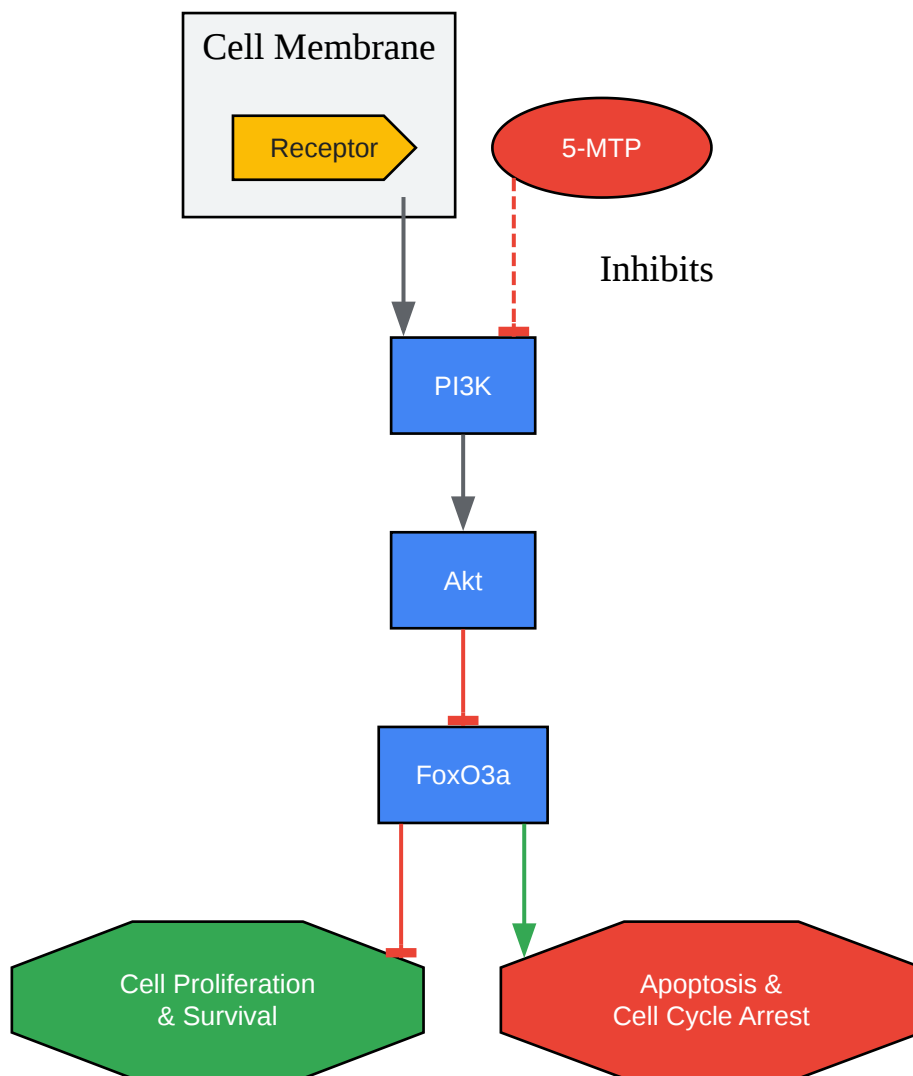 Cell Membrane
Receptor
5-MTP
Inhibits
PI3K
Akt
FoxO3a
Cell Proliferation
& Survival
Apoptosis &
Cell Cycle Arrest